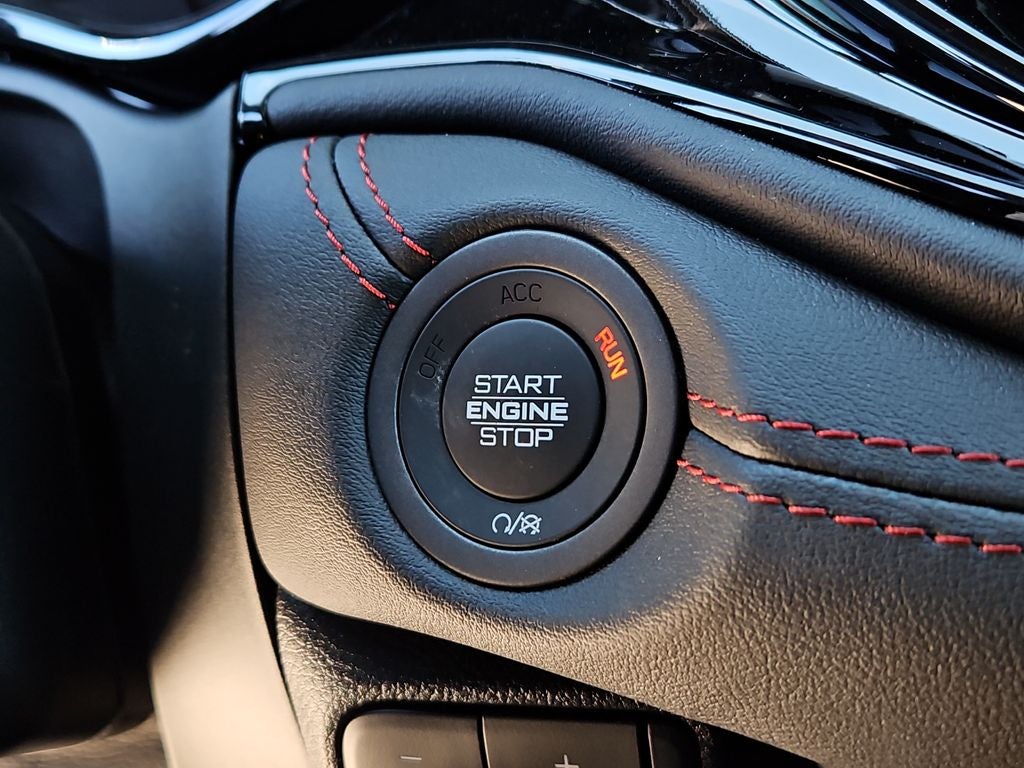 ACC
OFF
RUN
START
ENGINE
STOP
- +